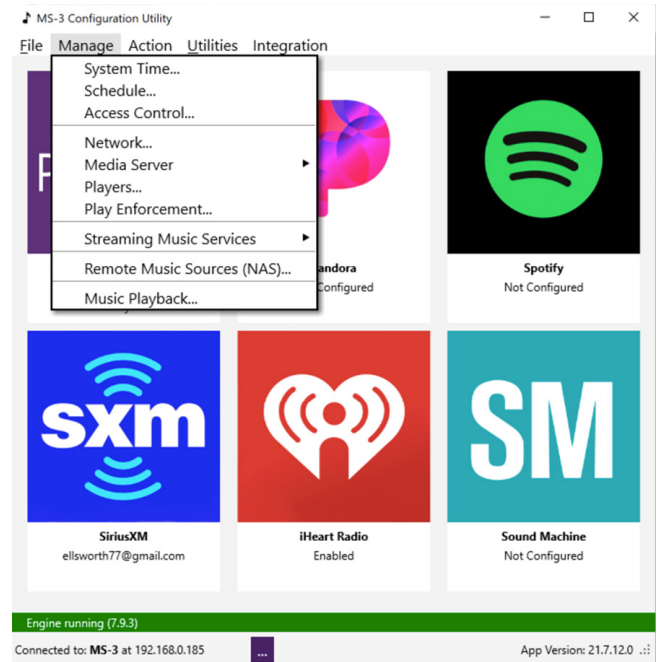 MS-3 Configuration Utility
File Manage Action Utilities Integration
System Time...
Schedule...
Access Control...
Network...
Media Server
Players...
Play Enforcement...
Streaming Music Services
Remote Music Sources (NAS)...
Music Playback...
P
andora
Configured
Spotify
Not Configured
sxm
SM
SiriusXM
ellsworth77@gmail.com
iHeart Radio
Enabled
Sound Machine
Not Configured
Engine running (7.9.3)
Connected to: MS-3 at 192.168.0.185
...
App Version: 21.7.12.0